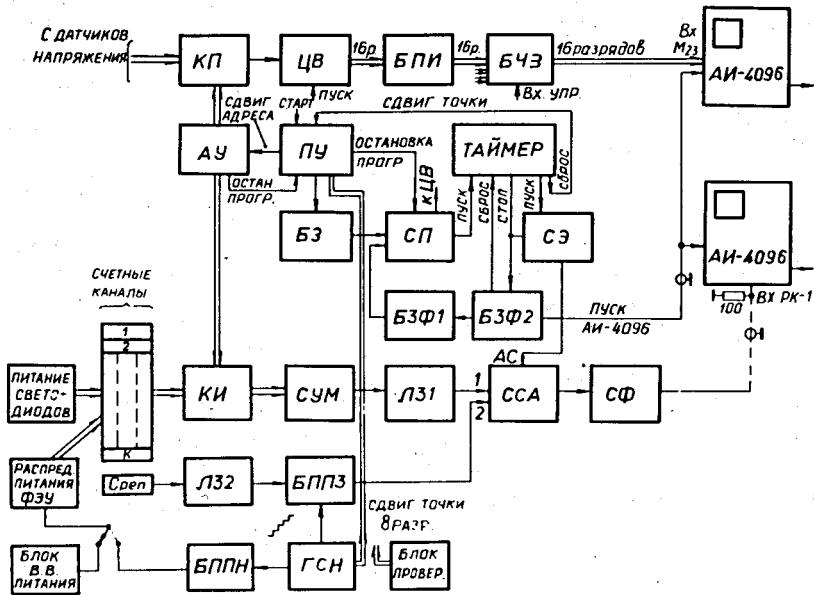 С ДАТЧИКОВ
НАПРЯЖЕНИЯ
КП
ЦВ
16р.
БПИ
16р.
БЧЭ
16 разрядов
Вх
М23
АИ-4096
ПУСК
Вх. УПР.
СДВИГ
АДРЕСА
СТАРТ
СДВИГ ТОЧКИ
АУ
ПУ
ОСТАНОВКА
ПРОГР.
ТАЙМЕР
СБРОС
ОСТАН
ПРОГР.
К ЦВ
ПУСК
СБРОС
СТОП
ПУСК
БЗ
СП
СЭ
АИ-4096
СЧЕТНЫЕ
КАНАЛЫ
1
2
К
БЗФ1
БЗФ2
ПУСК
АИ-4096
100
Вх РК-1
АС
ПИТАНИЕ
СВЕТО-
ДИОДОВ
КИ
СУМ
ЛЗ1
1
2
ССА
СФ
РАСПРЕД
ПИТАНИЯ
ФЭУ
Среп
ЛЗ2
БППЗ
СДВИГ ТОЧКИ
8 РАЗР.
БЛОК
В.В.
ПИТАНИЯ
БППН
ГСН
БЛОК
ПРОВЕР.